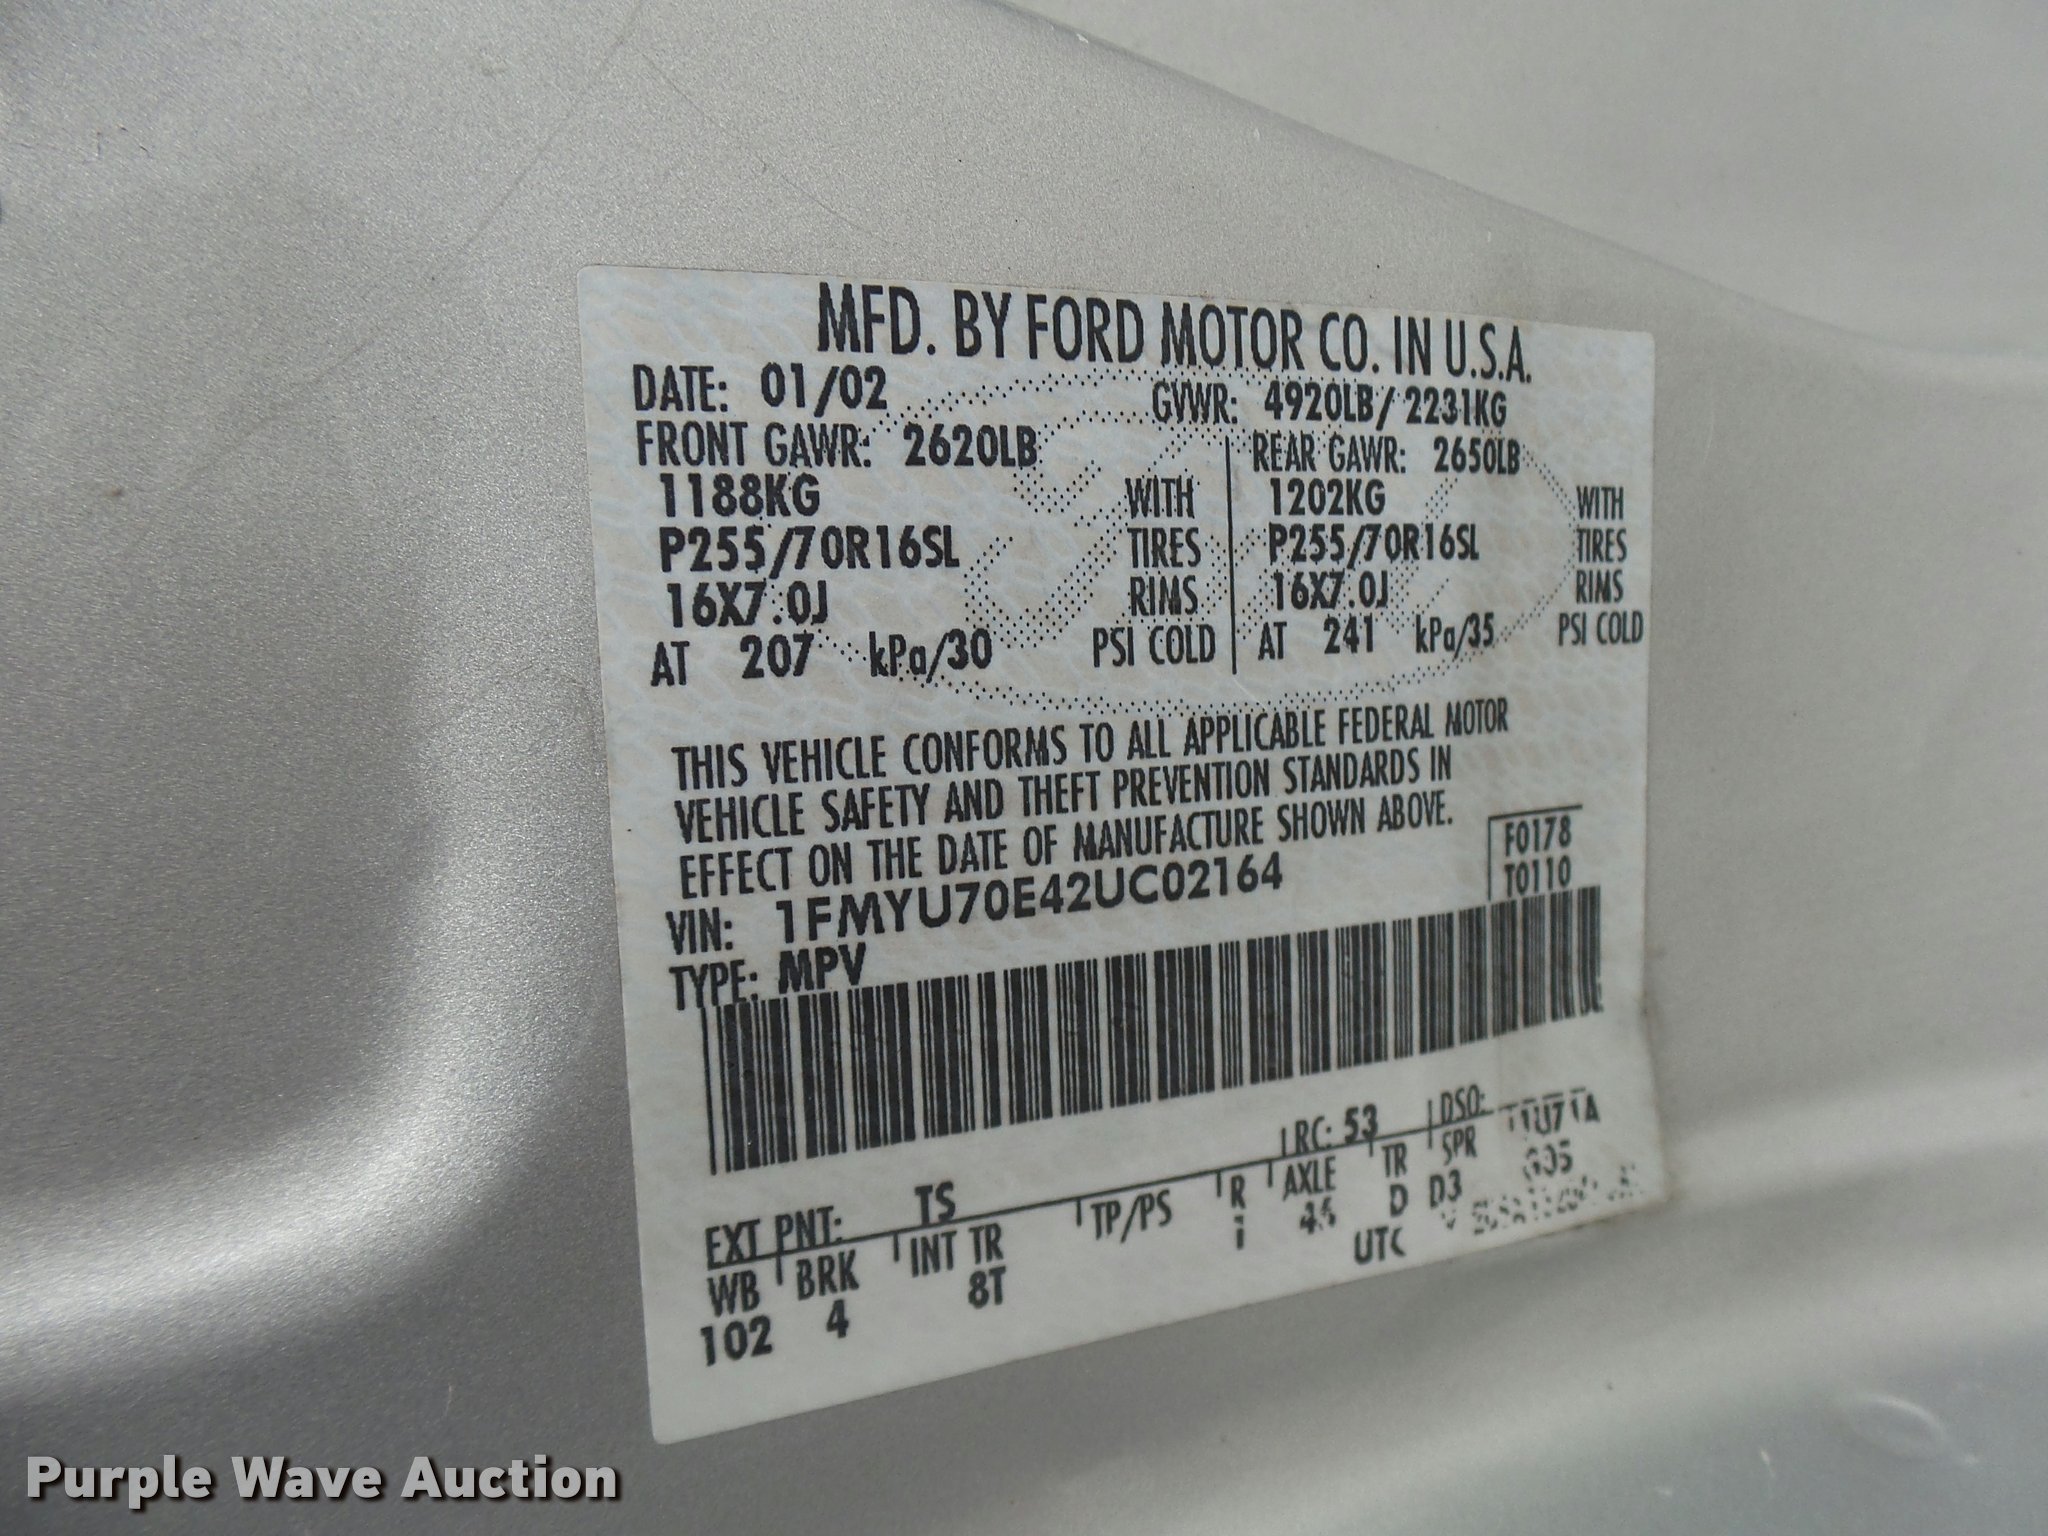 MFD. BY FORD MOTOR CO. IN U.S.A.
DATE: 01/02 GVWR: 4920LB/2231KG
FRONT GAWR: 2620LB REAR GAWR: 2650LB
1188KG WITH 1202KG WITH
P255/70R16SL TIRES P255/70R16SL TIRES
16X7.0J RIMS 16X7.0J RIMS
AT 207 kPa/30 PSI COLD AT 241 kPa/35 PSI COLD
THIS VEHICLE CONFORMS TO ALL APPLICABLE FEDERAL MOTOR
VEHICLE SAFETY AND THEFT PREVENTION STANDARDS IN
EFFECT ON THE DATE OF MANUFACTURE SHOWN ABOVE.
F0178
T0110
VIN: 1FMYU70E42UC02164
TYPE: MPV
EXT PNT: TS RC: 53 DSO:
WB BRK INT TR TP/PS R AXLE TR SPR
102 4 8T D D3
UTC
Purple Wave Auction